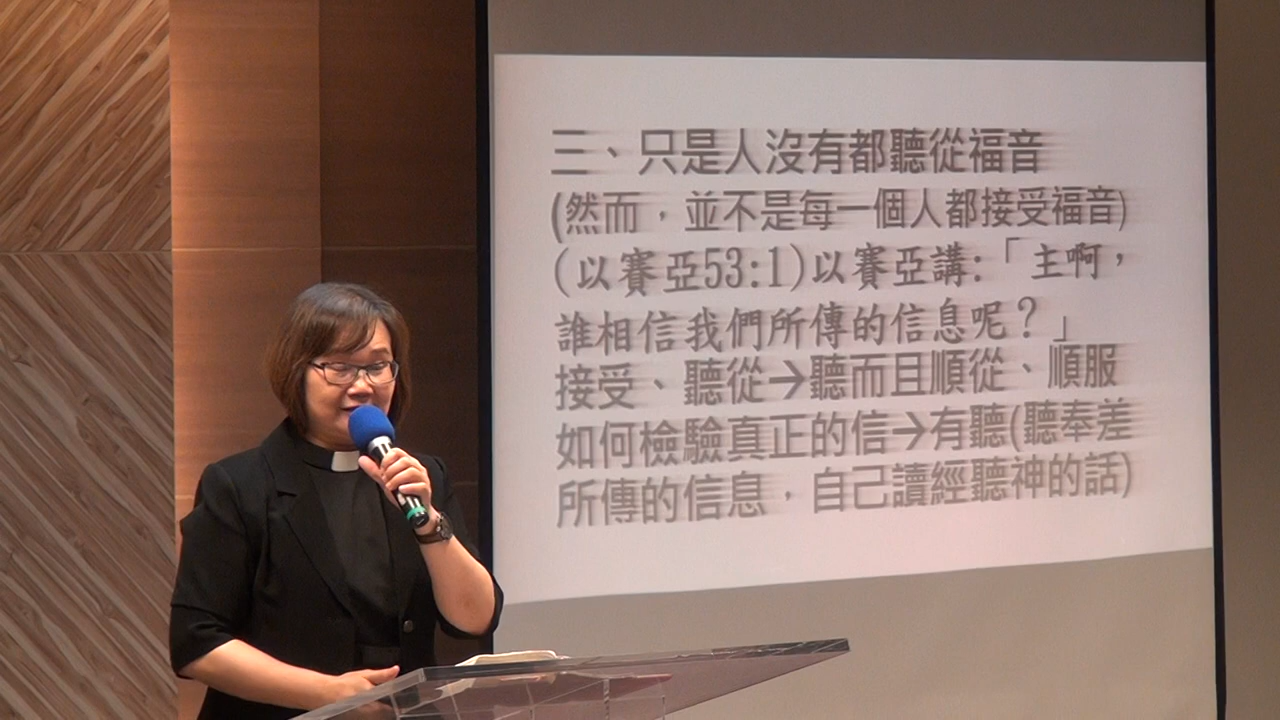 三、只是人沒有都聽從福音
(然而，並不是每一個人都接受福音)
(以賽亞53:1)以賽亞講:「主啊，
誰相信我們所傳的信息呢？」
接受、聽從→聽而且順從、順服
如何檢驗真正的信→有聽(聽奉差
所傳的信息，自己讀經聽神的話)